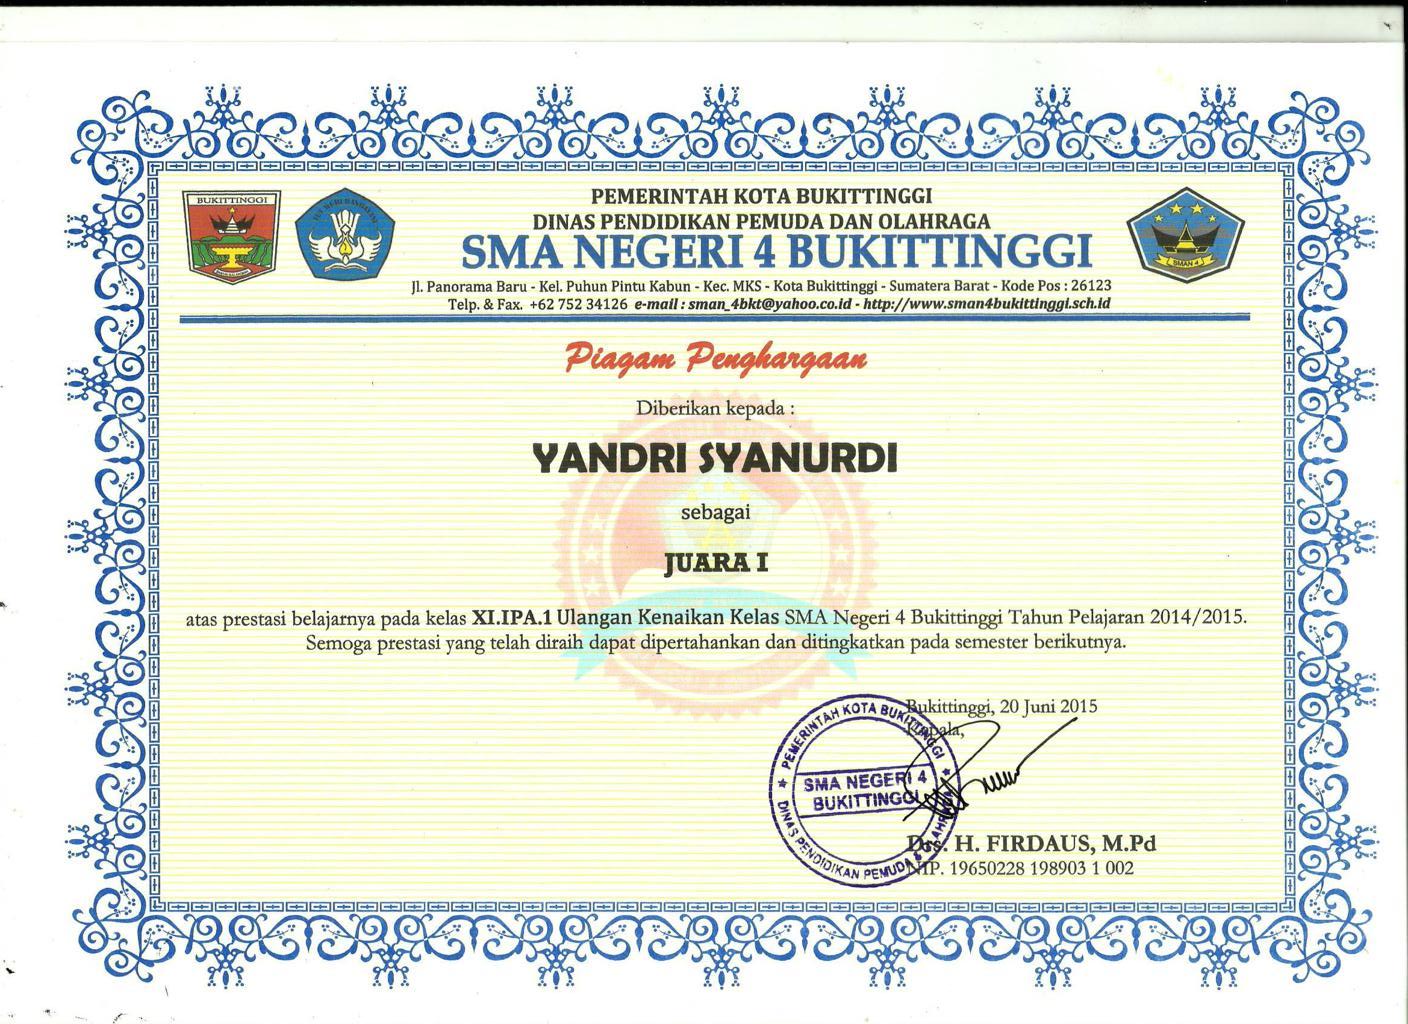 BUKITTINGGI
TUT WURI HANDAYANI
PEMERINTAH KOTA BUKITTINGGI
DINAS PENDIDIKAN PEMUDA DAN OLAHRAGA
SMA NEGERI 4 BUKITTINGGI
Jl. Panorama Baru - Kel. Puhun Pintu Kabun - Kec. MKS - Kota Bukittinggi - Sumatera Barat - Kode Pos : 26123
Telp. & Fax. +62 752 34126 e-mail : sman_4bkt@yahoo.co.id - http://www.sman4bukittinggi.sch.id
SMAN 4
Piagam Penghargaan
Diberikan kepada :
YANDRI SYANURDI
sebagai
JUARA I
atas prestasi belajarnya pada kelas XI.IPA.1 Ulangan Kenaikan Kelas SMA Negeri 4 Bukittinggi Tahun Pelajaran 2014/2015.
Semoga prestasi yang telah diraih dapat dipertahankan dan ditingkatkan pada semester berikutnya.
Bukittinggi, 20 Juni 2015
Kepala,
PEMERINTAH KOTA BUKITTINGGI
SMA NEGERI 4
BUKITTINGGI
DINAS PENDIDIKAN PEMUDA & OLAHRAGA
Drs. H. FIRDAUS, M.Pd
NIP. 19650228 198903 1 002